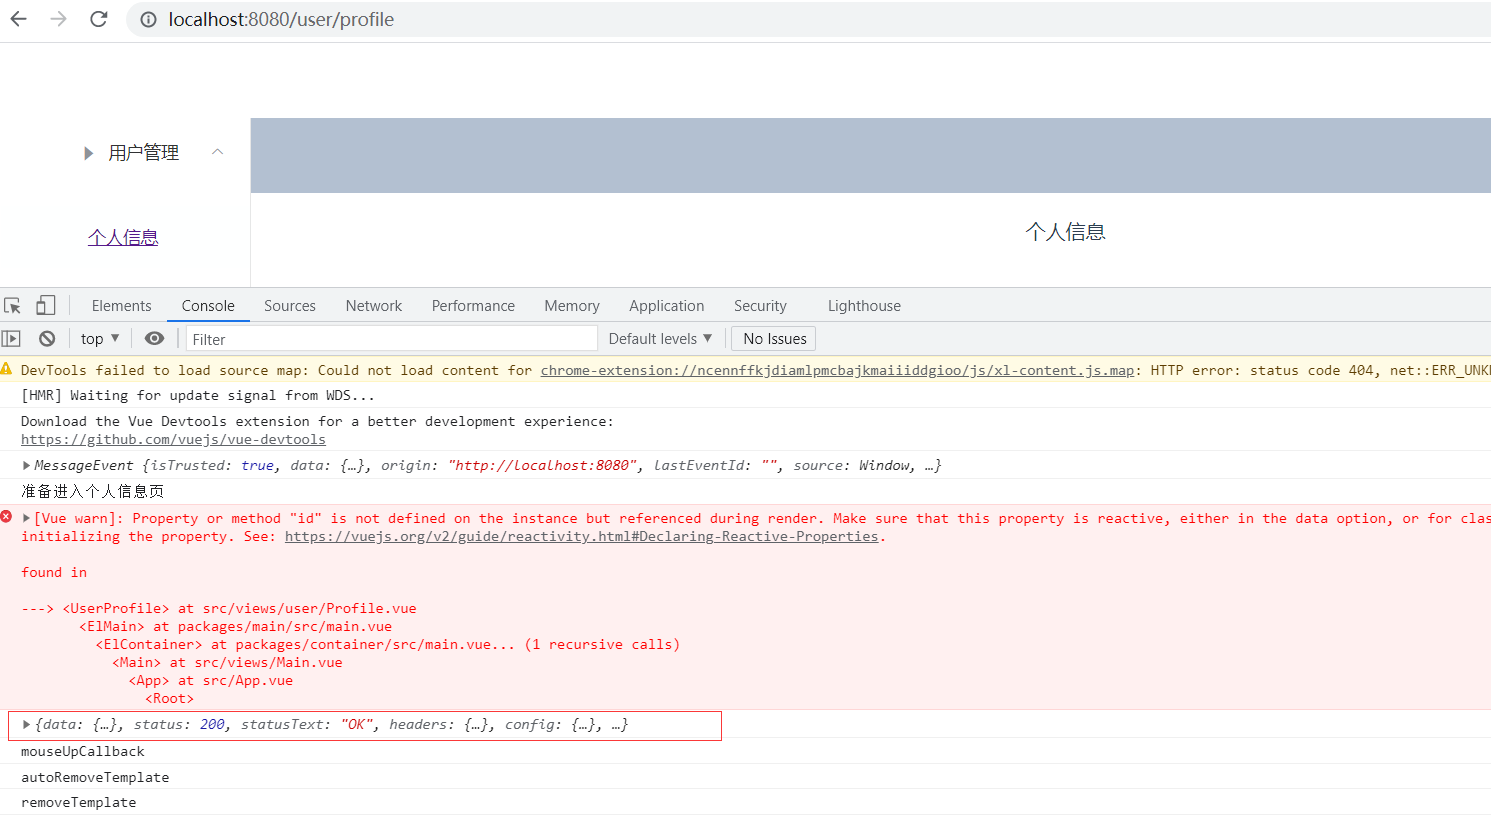 localhost:8080/user/profile
用户管理
个人信息
个人信息
Elements Console Sources Network Performance Memory Application Security Lighthouse
top Filter Default levels No Issues
DevTools failed to load source map: Could not load content for chrome-extension://ncennffkjdiamlpmcbajkmaiiiddgioo/js/xl-content.js.map: HTTP error: status code 404, net::ERR_UNK
[HMR] Waiting for update signal from WDS...
Download the Vue Devtools extension for a better development experience:
https://github.com/vuejs/vue-devtools
MessageEvent {isTrusted: true, data: {…}, origin: "http://localhost:8080", lastEventId: "", source: Window, …}
准备进入个人信息页
[Vue warn]: Property or method "id" is not defined on the instance but referenced during render. Make sure that this property is reactive, either in the data option, or for clas
initializing the property. See: https://vuejs.org/v2/guide/reactivity.html#Declaring-Reactive-Properties.
found in
---> <UserProfile> at src/views/user/Profile.vue
<ElMain> at packages/main/src/main.vue
<ElContainer> at packages/container/src/main.vue... (1 recursive calls)
<Main> at src/views/Main.vue
<App> at src/App.vue
<Root>
{data: {…}, status: 200, statusText: "OK", headers: {…}, config: {…}, …}
mouseUpCallback
autoRemoveTemplate
removeTemplate